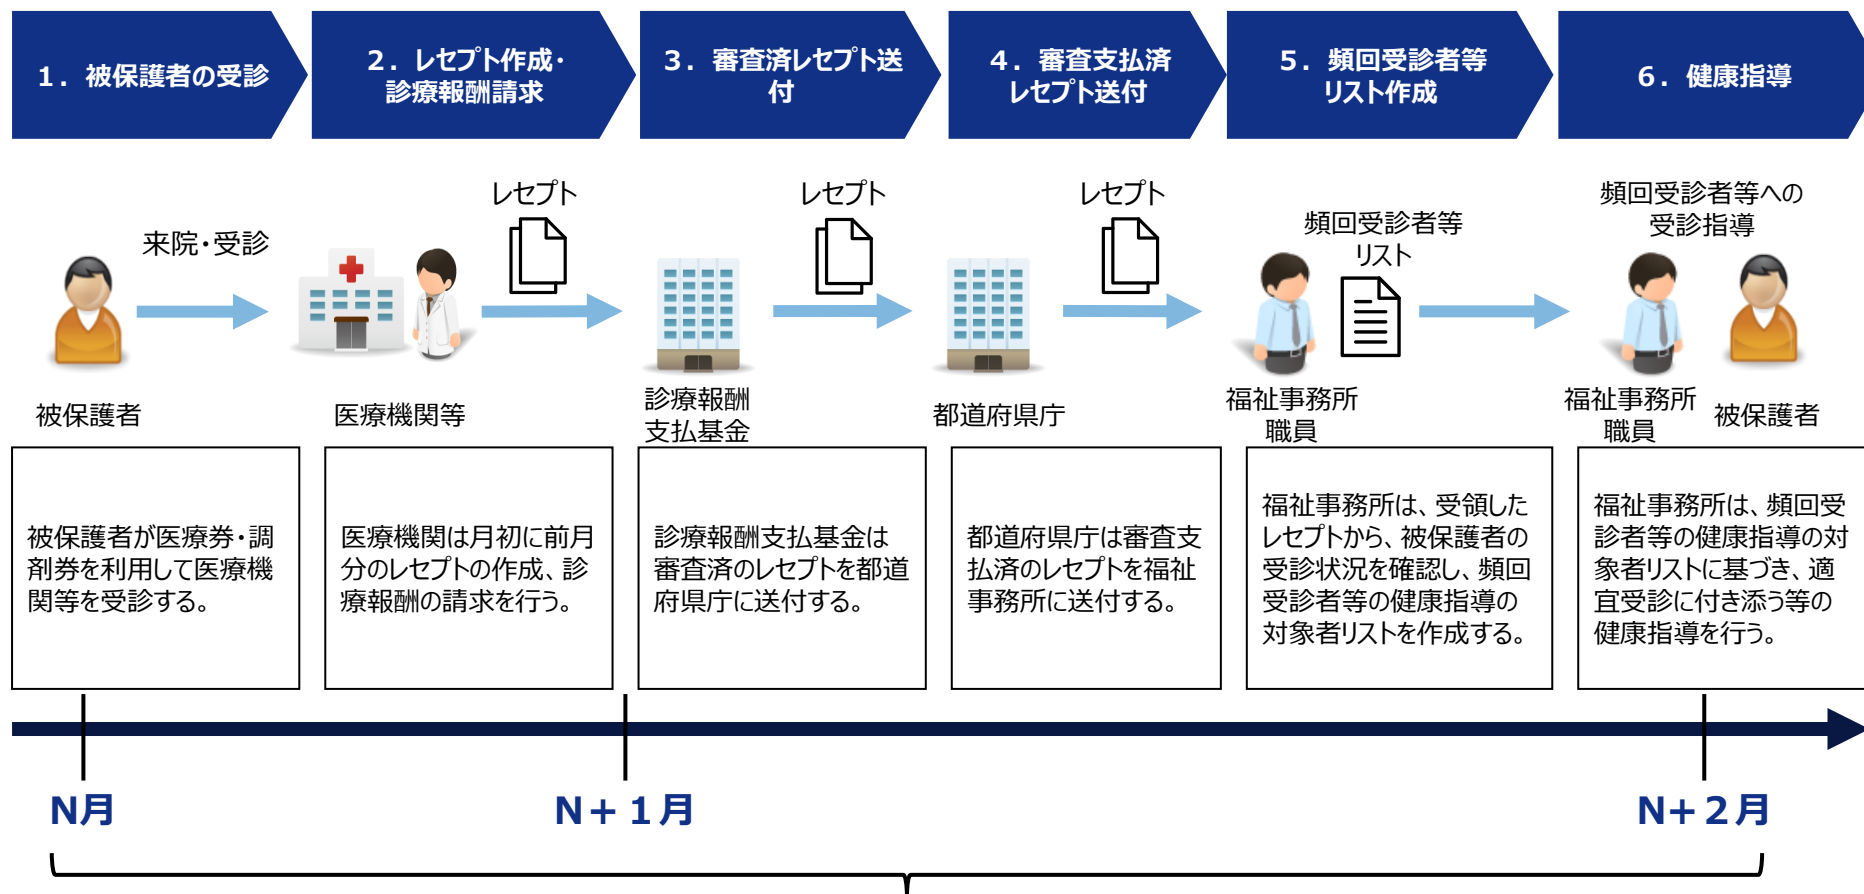 1．被保護者の受診
2．レセプト作成・
診療報酬請求
3．審査済レセプト送
付
4．審査支払済
レセプト送付
5．頻回受診者等
リスト作成
6．健康指導
来院・受診
レセプト
レセプト
レセプト
頻回受診者等
リスト
頻回受診者等への
受診指導
被保護者
医療機関等
診療報酬
支払基金
都道府県庁
福祉事務所
職員
福祉事務所
職員
被保護者
被保護者が医療券・調
剤券を利用して医療機
関等を受診する。
医療機関は月初に前月
分のレセプトの作成、診
療報酬の請求を行う。
診療報酬支払基金は
審査済のレセプトを都道
府県庁に送付する。
都道府県庁は審査支
払済のレセプトを福祉
事務所に送付する。
福祉事務所は、受領した
レセプトから、被保護者の
受診状況を確認し、頻回
受診者等の健康指導の
対象者リストを作成する。
福祉事務所は、頻回受
診者等の健康指導の対
象者リストに基づき、適
宜受診に付き添う等の
健康指導を行う。
N月
N＋１月
N+２月